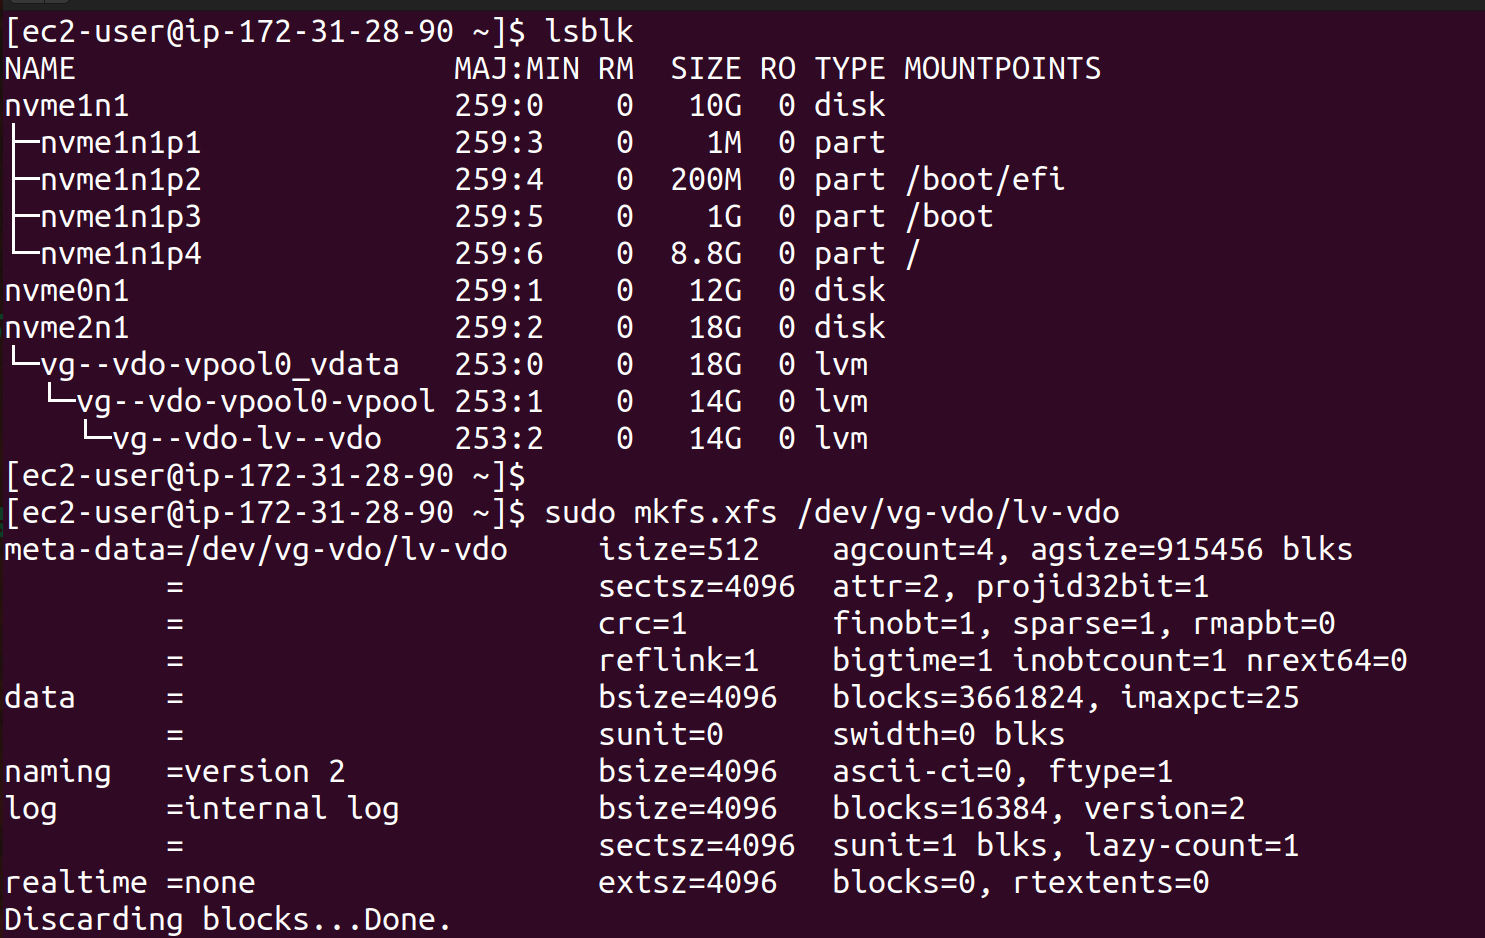 [ec2-user@ip-172-31-28-90 ~]$ lsblk
NAME                     MAJ:MIN RM  SIZE RO TYPE MOUNTPOINTS
nvme1n1                  259:0    0   10G  0 disk
├─nvme1n1p1              259:3    0    1M  0 part
├─nvme1n1p2              259:4    0  200M  0 part /boot/efi
├─nvme1n1p3              259:5    0    1G  0 part /boot
└─nvme1n1p4              259:6    0  8.8G  0 part /
nvme0n1                  259:1    0   12G  0 disk
nvme2n1                  259:2    0   18G  0 disk
└─vg--vdo-vpool0_vdata   253:0    0   18G  0 lvm
  └─vg--vdo-vpool0-vpool 253:1    0   14G  0 lvm
    └─vg--vdo-lv--vdo    253:2    0   14G  0 lvm
[ec2-user@ip-172-31-28-90 ~]$
[ec2-user@ip-172-31-28-90 ~]$ sudo mkfs.xfs /dev/vg-vdo/lv-vdo
meta-data=/dev/vg-vdo/lv-vdo     isize=512    agcount=4, agsize=915456 blks
         =                       sectsz=4096  attr=2, projid32bit=1
         =                       crc=1        finobt=1, sparse=1, rmapbt=0
         =                       reflink=1    bigtime=1 inobtcount=1 nrext64=0
data     =                       bsize=4096   blocks=3661824, imaxpct=25
         =                       sunit=0      swidth=0 blks
naming   =version 2              bsize=4096   ascii-ci=0, ftype=1
log      =internal log           bsize=4096   blocks=16384, version=2
         =                       sectsz=4096  sunit=1 blks, lazy-count=1
realtime =none                   extsz=4096   blocks=0, rtextents=0
Discarding blocks...Done.